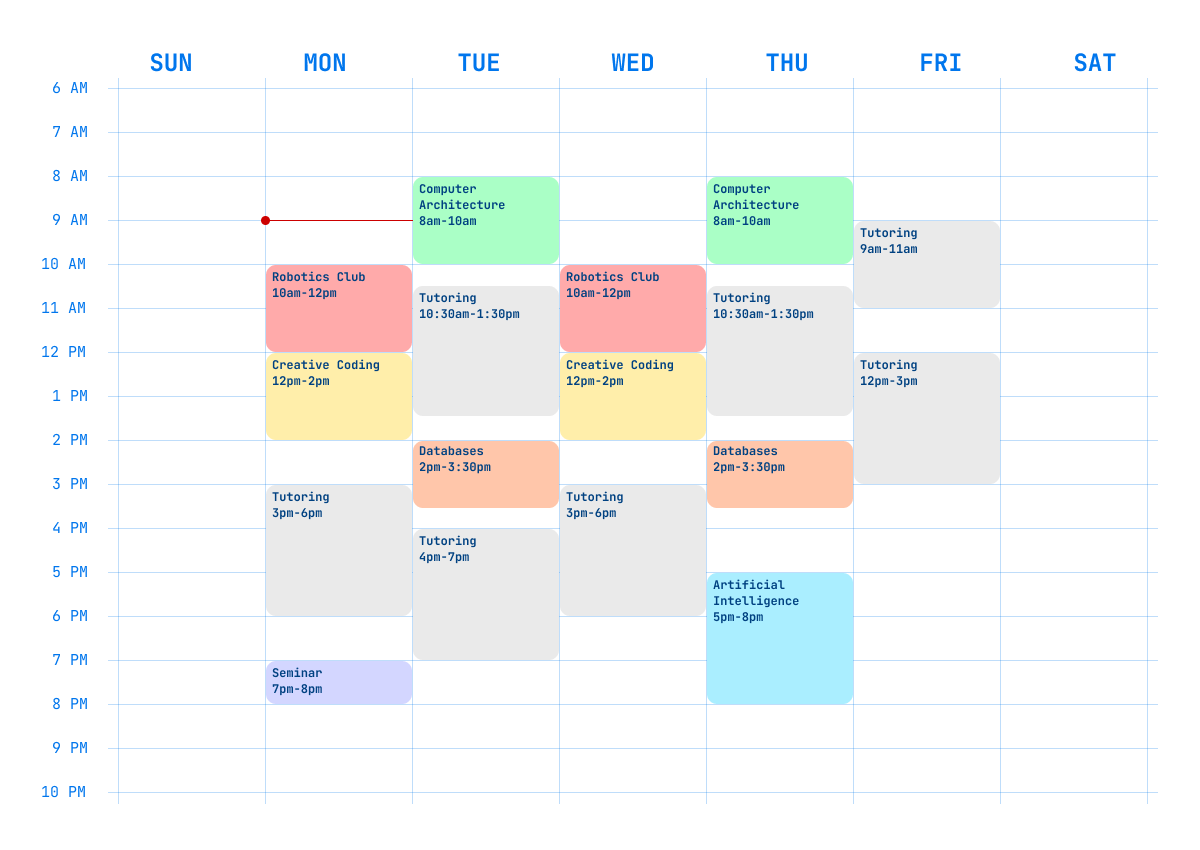 SUN MON TUE WED THU FRI SAT
6 AM
7 AM
8 AM
9 AM
10 AM
11 AM
12 PM
1 PM
2 PM
3 PM
4 PM
5 PM
6 PM
7 PM
8 PM
9 PM
10 PM
Robotics Club
10am-12pm
Creative Coding
12pm-2pm
Tutoring
3pm-6pm
Seminar
7pm-8pm
Computer
Architecture
8am-10am
Tutoring
10:30am-1:30pm
Databases
2pm-3:30pm
Tutoring
4pm-7pm
Robotics Club
10am-12pm
Creative Coding
12pm-2pm
Tutoring
3pm-6pm
Computer
Architecture
8am-10am
Tutoring
10:30am-1:30pm
Databases
2pm-3:30pm
Artificial
Intelligence
5pm-8pm
Tutoring
9am-11am
Tutoring
12pm-3pm